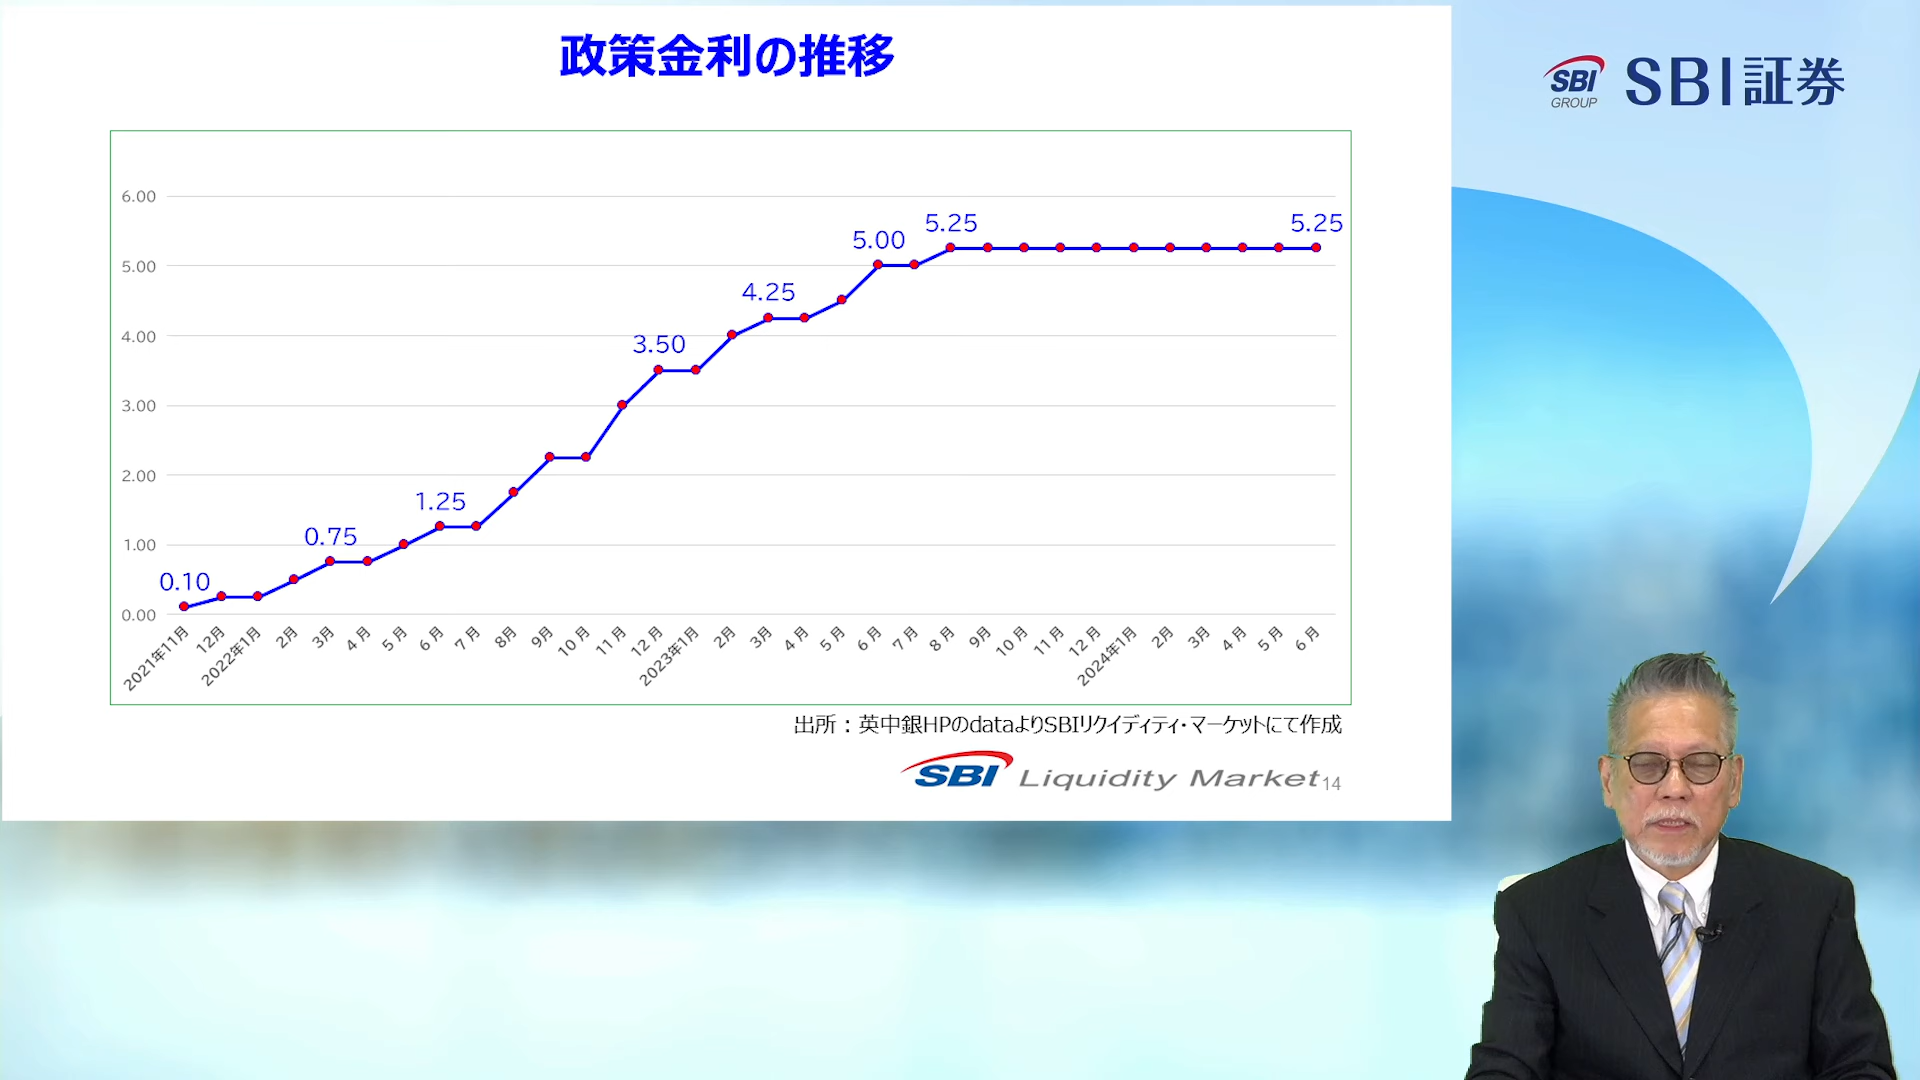 政策金利の推移
SBI
GROUP
SBI証券
6.00
5.00
4.00
3.00
2.00
1.00
0.00
0.10
0.75
1.25
3.50
4.25
5.00
5.25
5.25
2021年11月
12月
2022年1月
2月
3月
4月
5月
6月
7月
8月
9月
10月
11月
12月
2023年1月
2月
3月
4月
5月
6月
7月
8月
9月
10月
11月
12月
2024年1月
2月
3月
4月
5月
6月
出所：英中銀HPのdataよりSBIリクイディティ・マーケットにて作成
SBI Liquidity Market
14